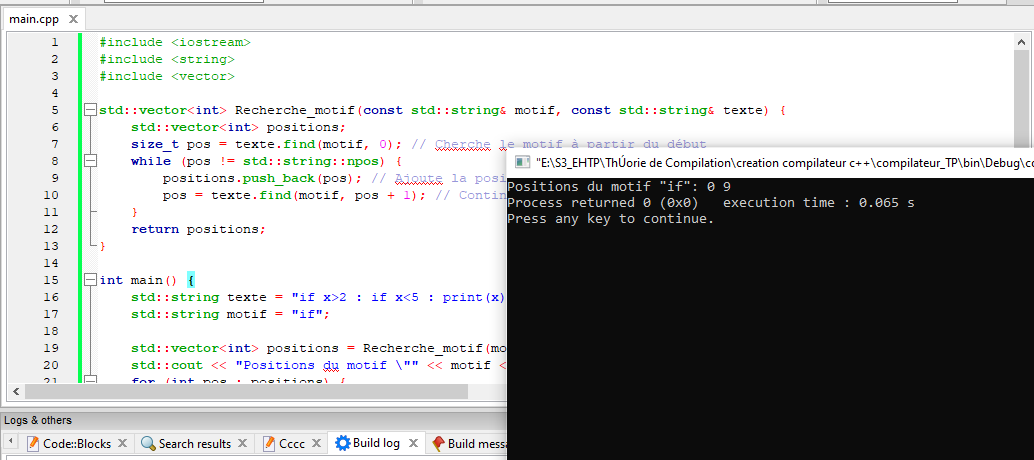 main.cpp X
1 #include <iostream>
2 #include <string>
3 #include <vector>
4
5 std::vector<int> Recherche_motif(const std::string& motif, const std::string& texte) {
6 std::vector<int> positions;
7 size_t pos = texte.find(motif, 0); // Cherche le motif à partir du début
8 while (pos != std::string::npos) {
9 positions.push_back(pos); // Ajoute la posi
10 pos = texte.find(motif, pos + 1); // Contin
11 }
12 return positions;
13 }
14
15 int main() {
16 std::string texte = "if x>2 : if x<5 : print(x)
17 std::string motif = "if";
18
19 std::vector<int> positions = Recherche_motif(mo
20 std::cout << "Positions du motif \"" << motif <
21 for (int pos : positions) {
"E:\S3_EHTP\ThÚorie de Compilation\creation compilateur c++\compilateur_TP\bin\Debug\co
Positions du motif "if": 0 9
Process returned 0 (0x0) execution time : 0.065 s
Press any key to continue.
Logs & others
Code::Blocks X Search results X Cccc X Build log X Build mess